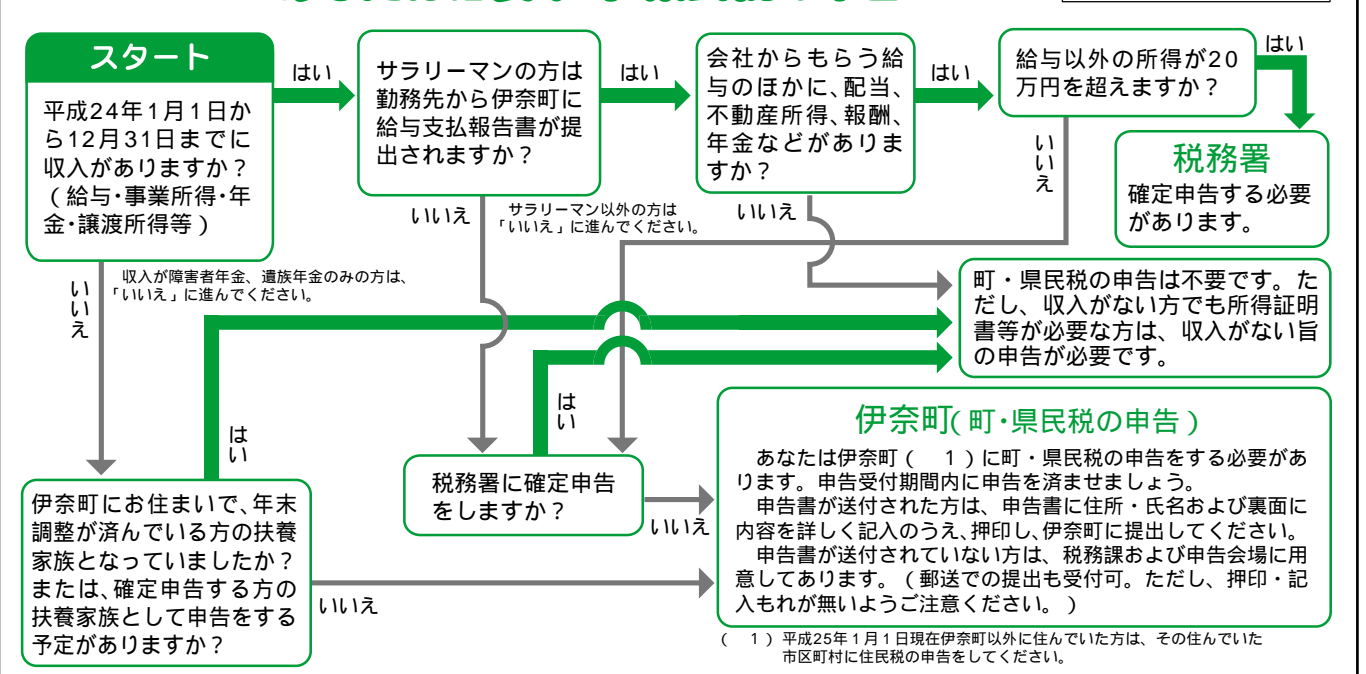 スタート
平成24年1月1日か
ら12月31日までに
収入がありますか?
(給与・事業所得・年
金・譲渡所得等)
はい
サラリーマンの方は
勤務先から伊奈町に
給与支払報告書が提
出されますか?
はい
会社からもらう給
与のほかに、配当、
不動産所得、報酬、
年金などがありま
すか?
はい
給与以外の所得が20
万円を超えますか?
はい
税務署
確定申告する必要
があります。
いいえ
いいえ
サラリーマン以外の方は
「いいえ」に進んでください。
いいえ
いいえ
収入が障害者年金、遺族年金のみの方は、
「いいえ」に進んでください。
町・県民税の申告は不要です。た
だし、収入がない方でも所得証明
書等が必要な方は、収入がない旨
の申告が必要です。
はい
はい
税務署に確定申告
をしますか?
いいえ
伊奈町にお住まいで、年末
調整が済んでいる方の扶養
家族となっていましたか?
または、確定申告する方の
扶養家族として申告をする
予定がありますか?
いいえ
伊奈町(町・県民税の申告)
あなたは伊奈町( 1)に町・県民税の申告をする必要があ
ります。申告受付期間内に申告を済ませましょう。
申告書が送付された方は、申告書に住所・氏名および裏面に
内容を詳しく記入のうえ、押印し、伊奈町に提出してください。
申告書が送付されていない方は、税務課および申告会場に用
意してあります。(郵送での提出も受付可。ただし、押印・記
入もれが無いようご注意ください。)
( 1)平成25年1月1日現在伊奈町以外に住んでいた方は、その住んでいた
市区町村に住民税の申告をしてください。